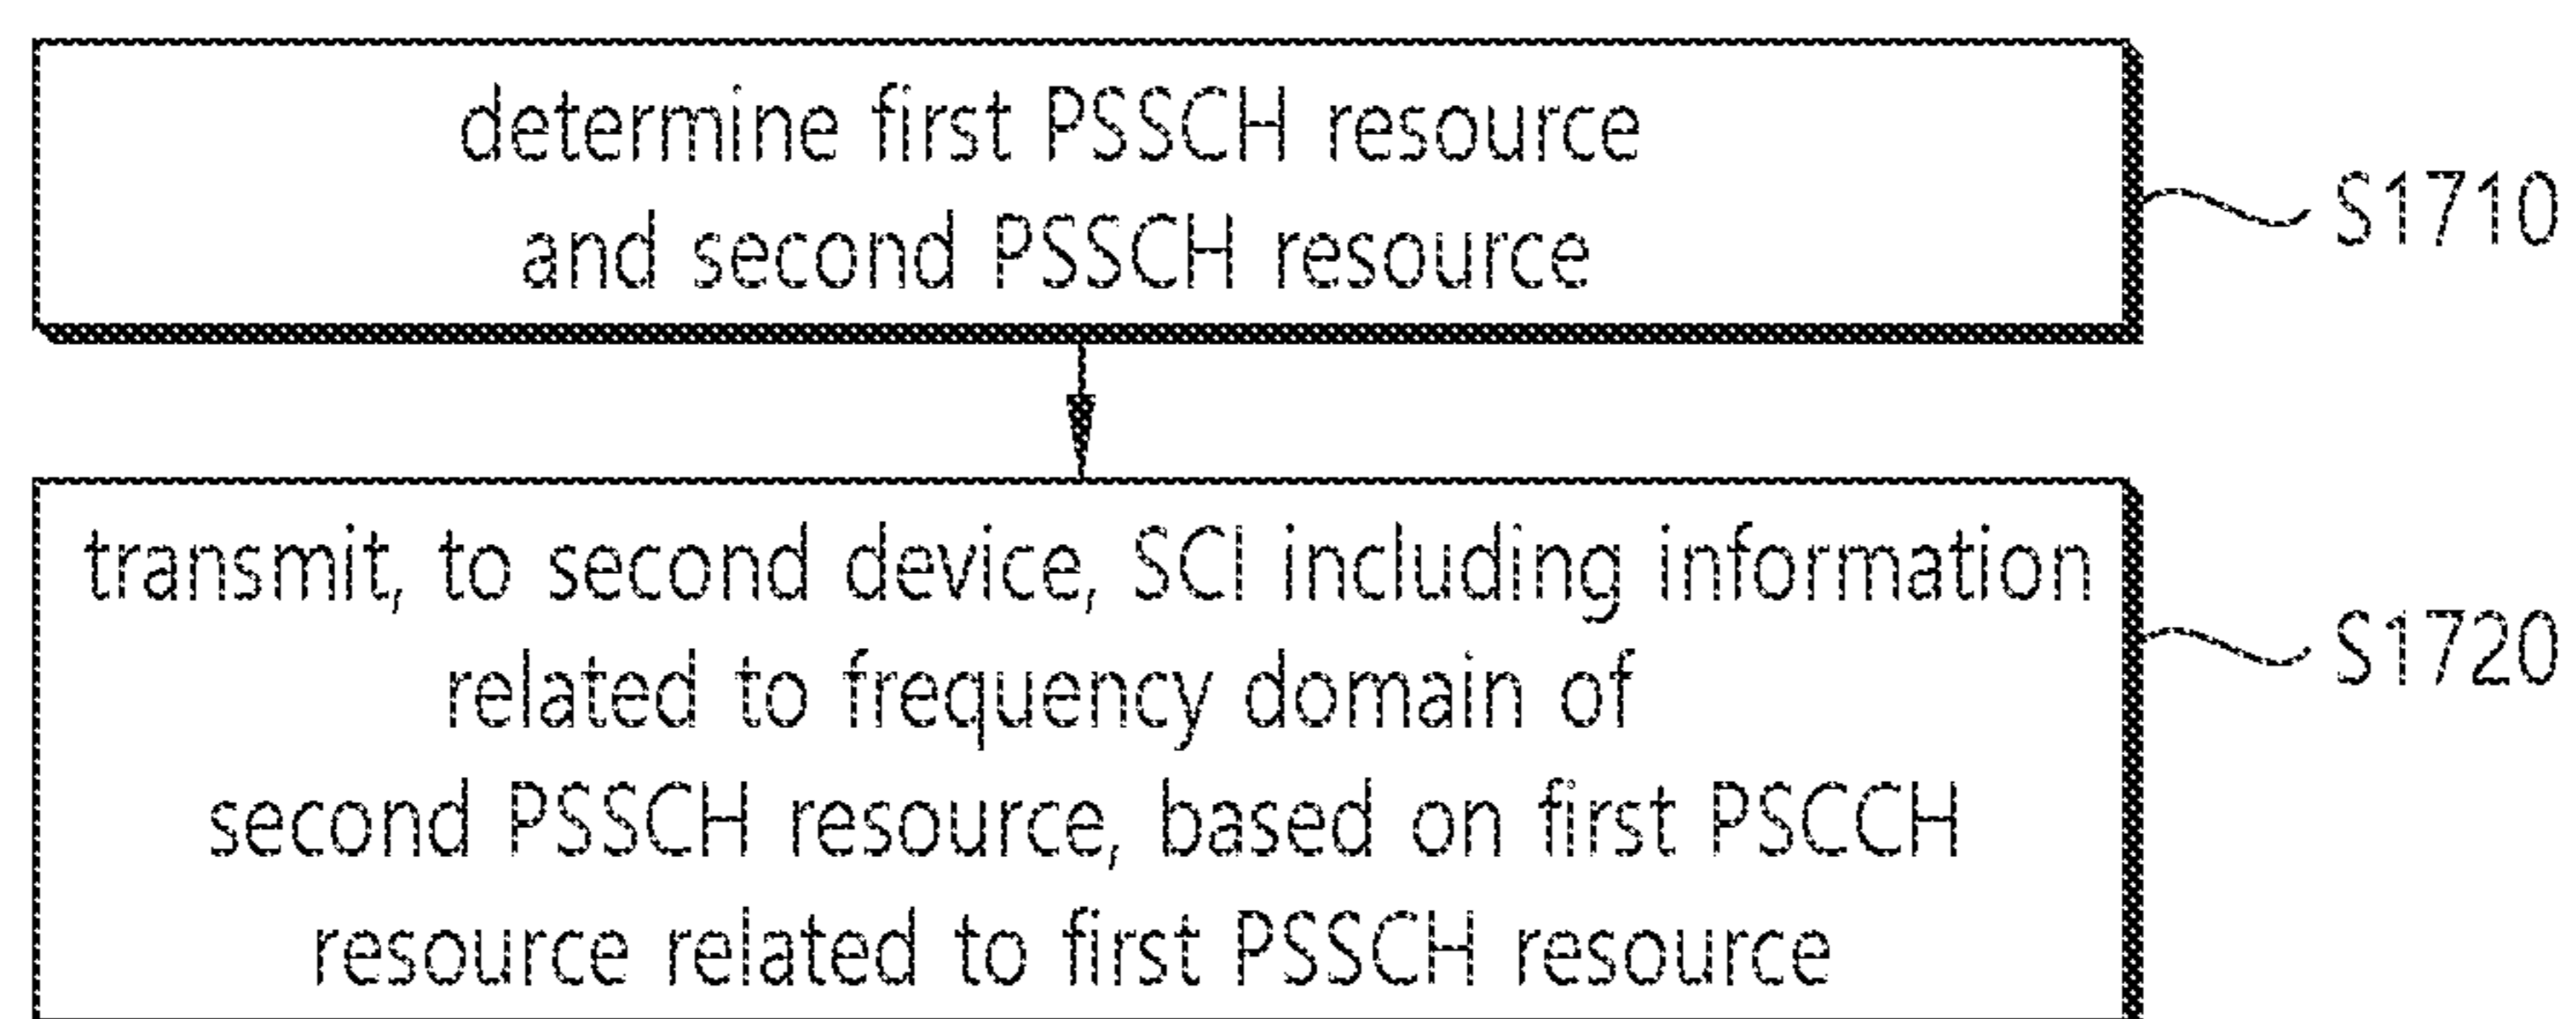 determine first PSSCH resource
and second PSSCH resource
S1710
transmit, to second device, SCI including information
related to frequency domain of
second PSSCH resource, based on first PSCCH
resource related to first PSSCH resource
S1720